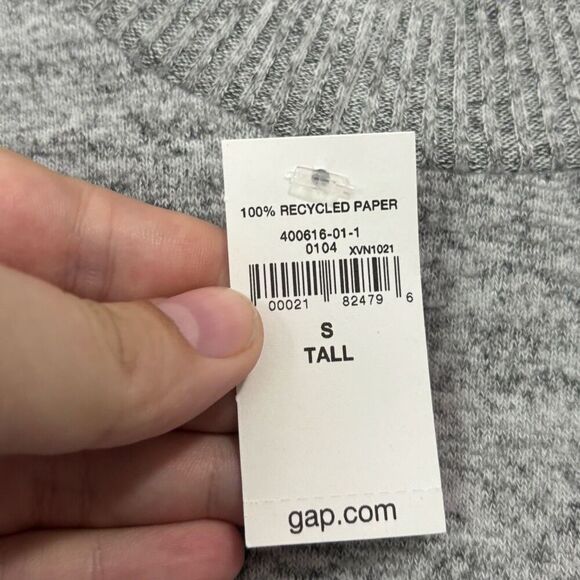 100% RECYCLED PAPER
400616-01-1
0104 XVN1021
00021 82479 6
S
TALL
gap.com